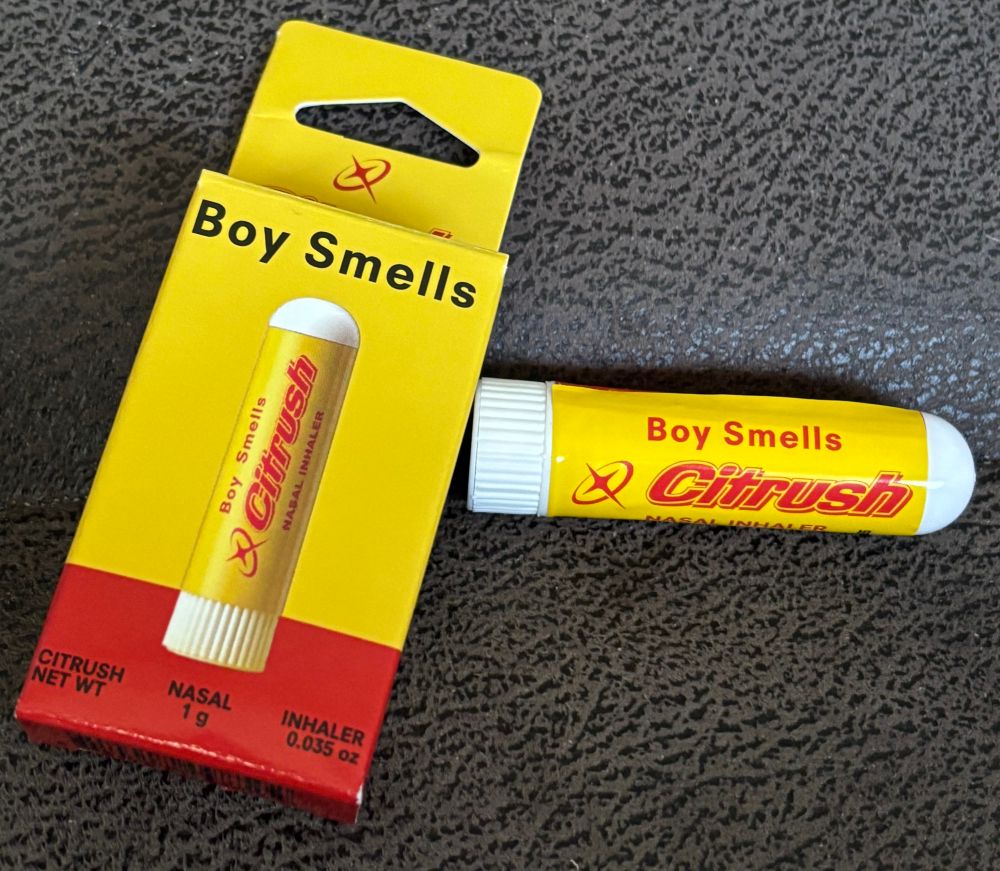 Boy Smells
Boy Smells
Citrush
NASAL INHALER
CITRUSH
NET WT
NASAL
1 g
INHALER
0.035 oz
Boy Smells
Citrush
NASAL INHALER